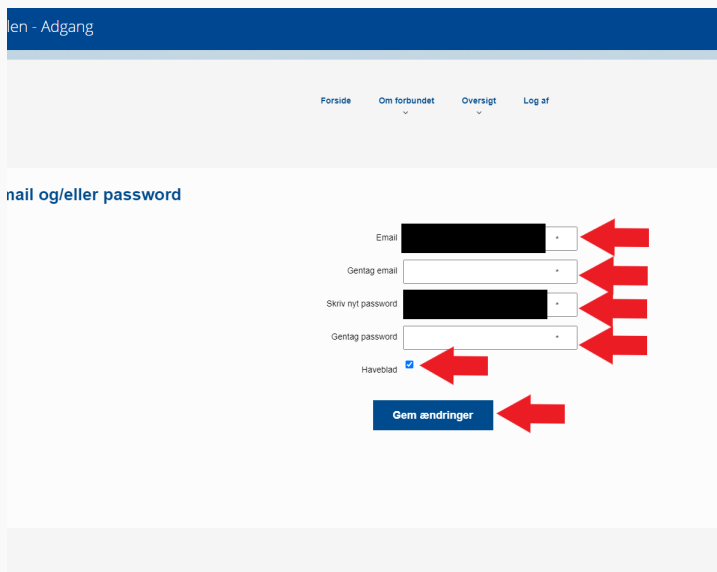 len - Adgang
Forside Om forbundet Oversigt Log af
mail og/eller password
Email *
Gentag email *
Skriv nyt password *
Gentag password *
Haveblad
Gem ændringer